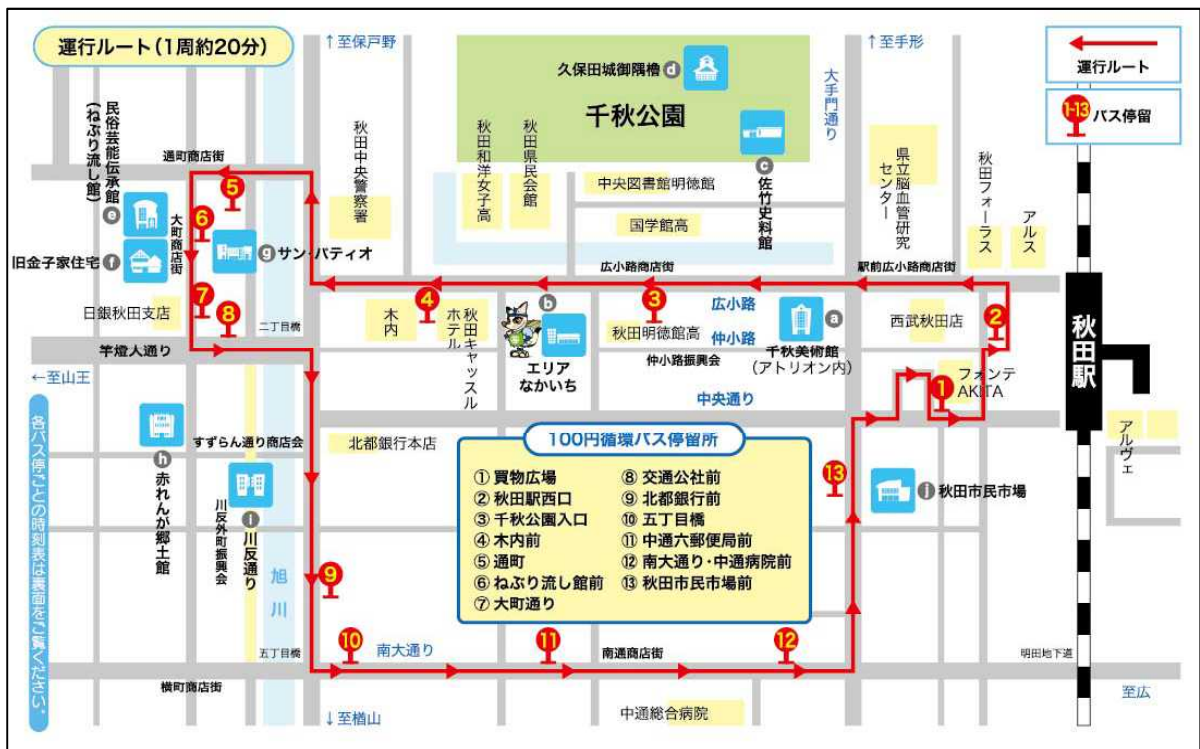 運行ルート(1周約20分)
↑至保戸野
↑至手形
運行ルート
1-13 バス停留
久保田城御隅櫓 d
千秋公園
大手門通り
民俗芸能伝承館
(ねぶり流し館)
e
通町商店街
秋田中央警察署
秋田和洋女子高
秋田県民会館
中央図書館明徳館
国学館高
c
佐竹史料館
県立脳血管研究
センター
秋田フォーラス
アルス
5
6
大町商店街
g サン・パティオ
旧金子家住宅 f
広小路商店街
駅前広小路商店街
7
8
日銀秋田支店
二丁目橋
木内
4
秋田キャッスル
ホテル
b
エリア
なかいち
3
広小路
秋田明徳館高
仲小路
仲小路振興会
a
千秋美術館
(アトリオン内)
西武秋田店
2
秋田駅
竿燈人通り
←至山王
中央通り
1
フォンテ
AKITA
各バス停ごとの時刻表は裏面をご覧ください。
h
赤れんが郷土館
すずらん通り商店会
i
川反通り
川反外町振興会
旭川
北都銀行本店
100円循環バス停留所
① 買物広場
② 秋田駅西口
③ 千秋公園入口
④ 木内前
⑤ 通町
⑥ ねぶり流し館前
⑦ 大町通り
⑧ 交通公社前
⑨ 北都銀行前
⑩ 五丁目橋
⑪ 中通六郵便局前
⑫ 南大通り・中通病院前
⑬ 秋田市民市場前
13
j 秋田市民市場
アルヴェ
9
10
南大通り
11
南通商店街
12
五丁目橋
横町商店街
明田地下道
至広
↓至楢山
中通総合病院